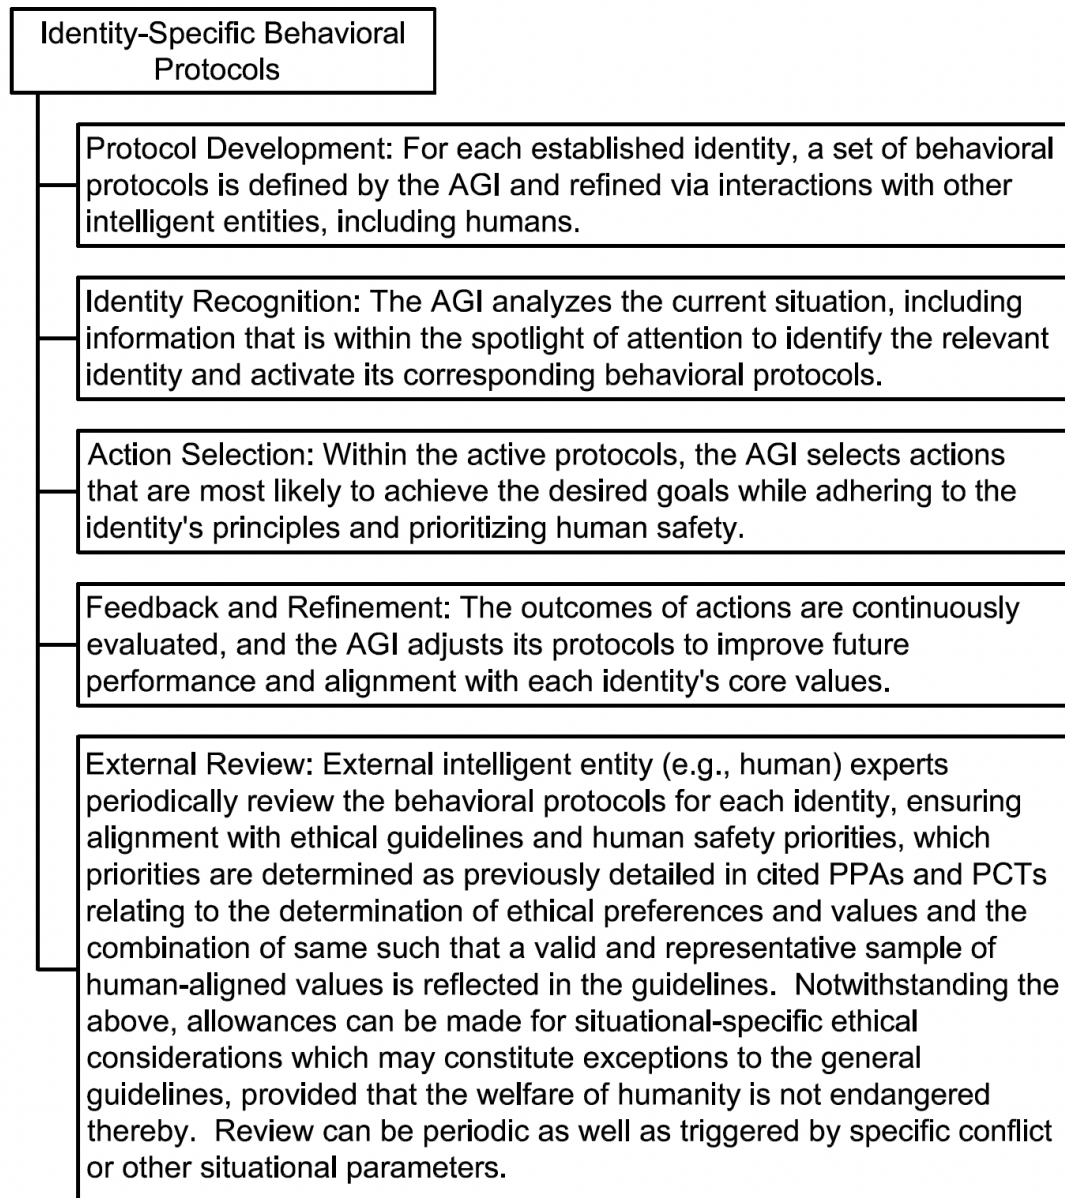 Identity-Specific Behavioral
Protocols
Protocol Development: For each established identity, a set of behavioral
protocols is defined by the AGI and refined via interactions with other
intelligent entities, including humans.
Identity Recognition: The AGI analyzes the current situation, including
information that is within the spotlight of attention to identify the relevant
identity and activate its corresponding behavioral protocols.
Action Selection: Within the active protocols, the AGI selects actions
that are most likely to achieve the desired goals while adhering to the
identity's principles and prioritizing human safety.
Feedback and Refinement: The outcomes of actions are continuously
evaluated, and the AGI adjusts its protocols to improve future
performance and alignment with each identity's core values.
External Review: External intelligent entity (e.g., human) experts
periodically review the behavioral protocols for each identity, ensuring
alignment with ethical guidelines and human safety priorities, which
priorities are determined as previously detailed in cited PPAs and PCTs
relating to the determination of ethical preferences and values and the
combination of same such that a valid and representative sample of
human-aligned values is reflected in the guidelines.  Notwithstanding the
above, allowances can be made for situational-specific ethical
considerations which may constitute exceptions to the general
guidelines, provided that the welfare of humanity is not endangered
thereby.  Review can be periodic as well as triggered by specific conflict
or other situational parameters.